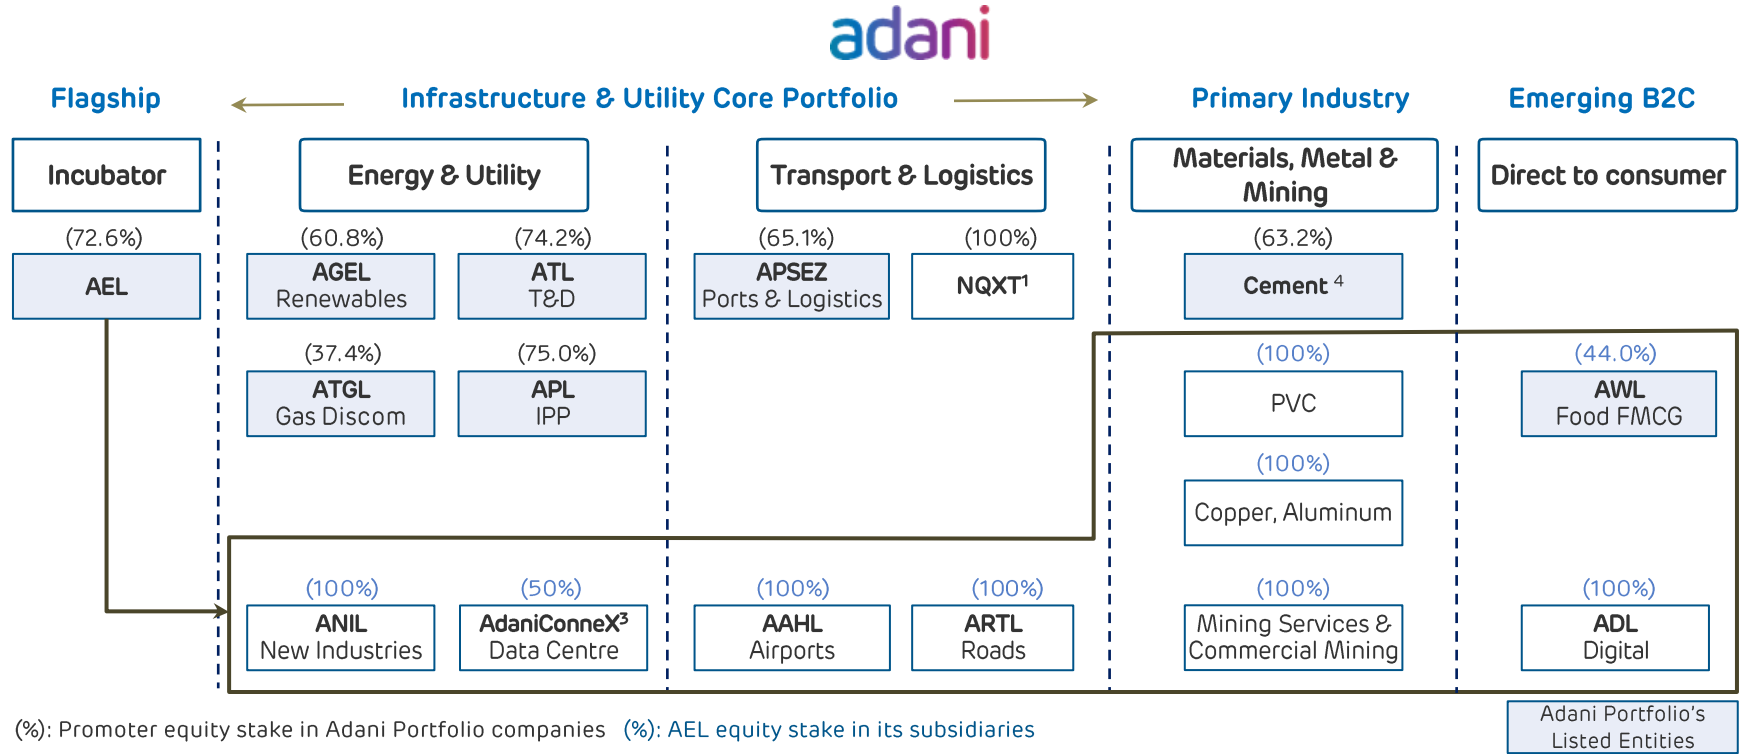 adani
Flagship
Infrastructure & Utility Core Portfolio
Primary Industry
Emerging B2C
Incubator
Energy & Utility
Transport & Logistics
Materials, Metal &
Mining
Direct to consumer
(72.6%)
AEL
(60.8%)
AGEL
Renewables
(74.2%)
ATL
T&D
(65.1%)
APSEZ
Ports & Logistics
(100%)
NQXT¹
(63.2%)
Cement ⁴
(37.4%)
ATGL
Gas Discom
(75.0%)
APL
IPP
(100%)
PVC
(44.0%)
AWL
Food FMCG
(100%)
Copper, Aluminum
(100%)
ANIL
New Industries
(50%)
AdaniConneX³
Data Centre
(100%)
AAHL
Airports
(100%)
ARTL
Roads
(100%)
Mining Services &
Commercial Mining
(100%)
ADL
Digital
(%): Promoter equity stake in Adani Portfolio companies
(%): AEL equity stake in its subsidiaries
Adani Portfolio's
Listed Entities